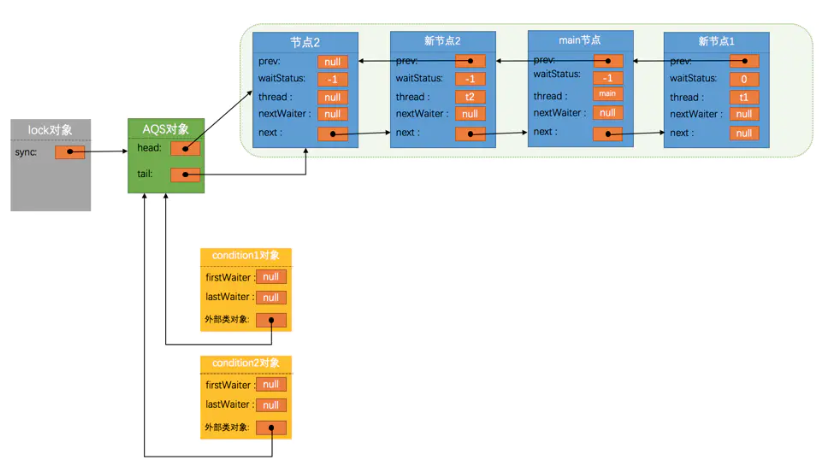 节点2
prev: null
waitStatus: -1
thread : null
nextWaiter: null
next :
新节点2
prev:
waitStatus: -1
thread : t2
nextWaiter : null
next :
main节点
prev:
waitStatus: -1
thread : main
nextWaiter: null
next :
新节点1
prev:
waitStatus: 0
thread : t1
nextWaiter : null
next : null
lock对象
sync:
AQS对象
head:
tail:
condition1对象
firstWaiter : null
lastWaiter : null
外部类对象:
condition2对象
firstWaiter : null
lastWaiter : null
外部类对象: